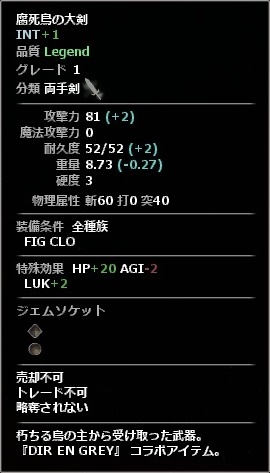 腐死鳥の大剣
INT+1
品質 Legend
グレード 1
分類 両手剣
攻撃力 81 (+2)
魔法攻撃力 0
耐久度 52/52 (+2)
重量 8.73 (-0.27)
硬度 3
物理属性 斬60 打0 突40
装備条件 全種族
FIG CLO
特殊効果 HP+20 AGI-2
LUK+2
ジェムソケット
売却不可
トレード不可
略奪されない
朽ちる鳥の主から受け取った武器。
『DIR EN GREY』 コラボアイテム。